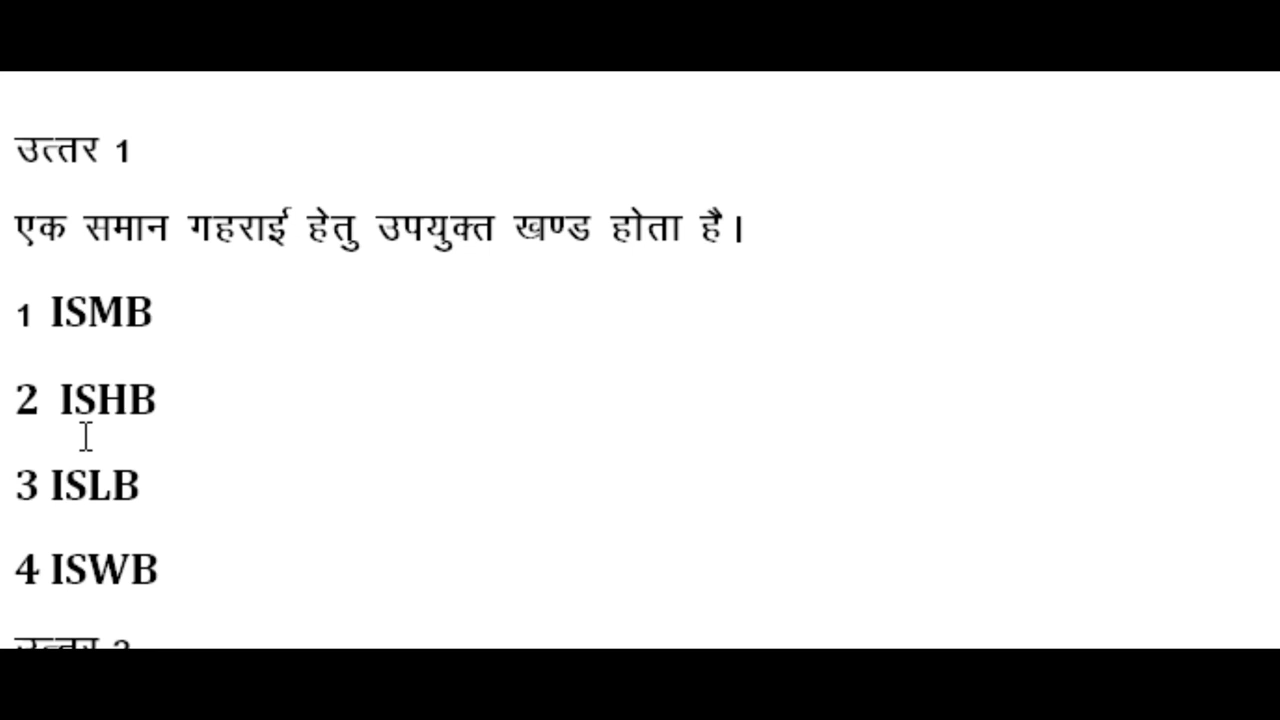 उत्तर 1
एक समान गहराई हेतु उपयुक्त खण्ड होता है।
1 ISMB
2 ISHB
3 ISLB
4 ISWB